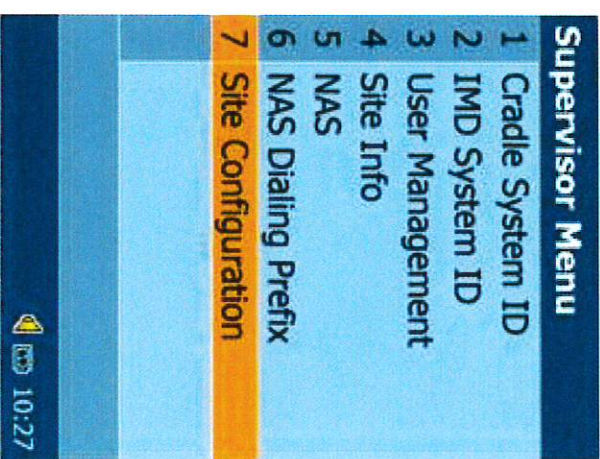 Supervisor Menu
1 Cradle System ID
2 IMD System ID
3 User Management
4 Site Info
5 NAS
6 NAS Dialing Prefix
7 Site Configuration
10:27